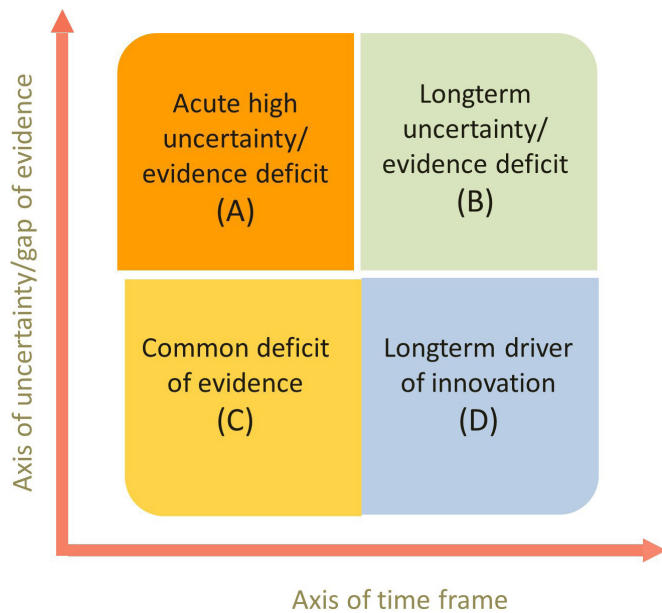 Axis of uncertainty/gap of evidence
Acute high
uncertainty/
evidence deficit
(A)
Longterm
uncertainty/
evidence deficit
(B)
Common deficit
of evidence
(C)
Longterm driver
of innovation
(D)
Axis of time frame